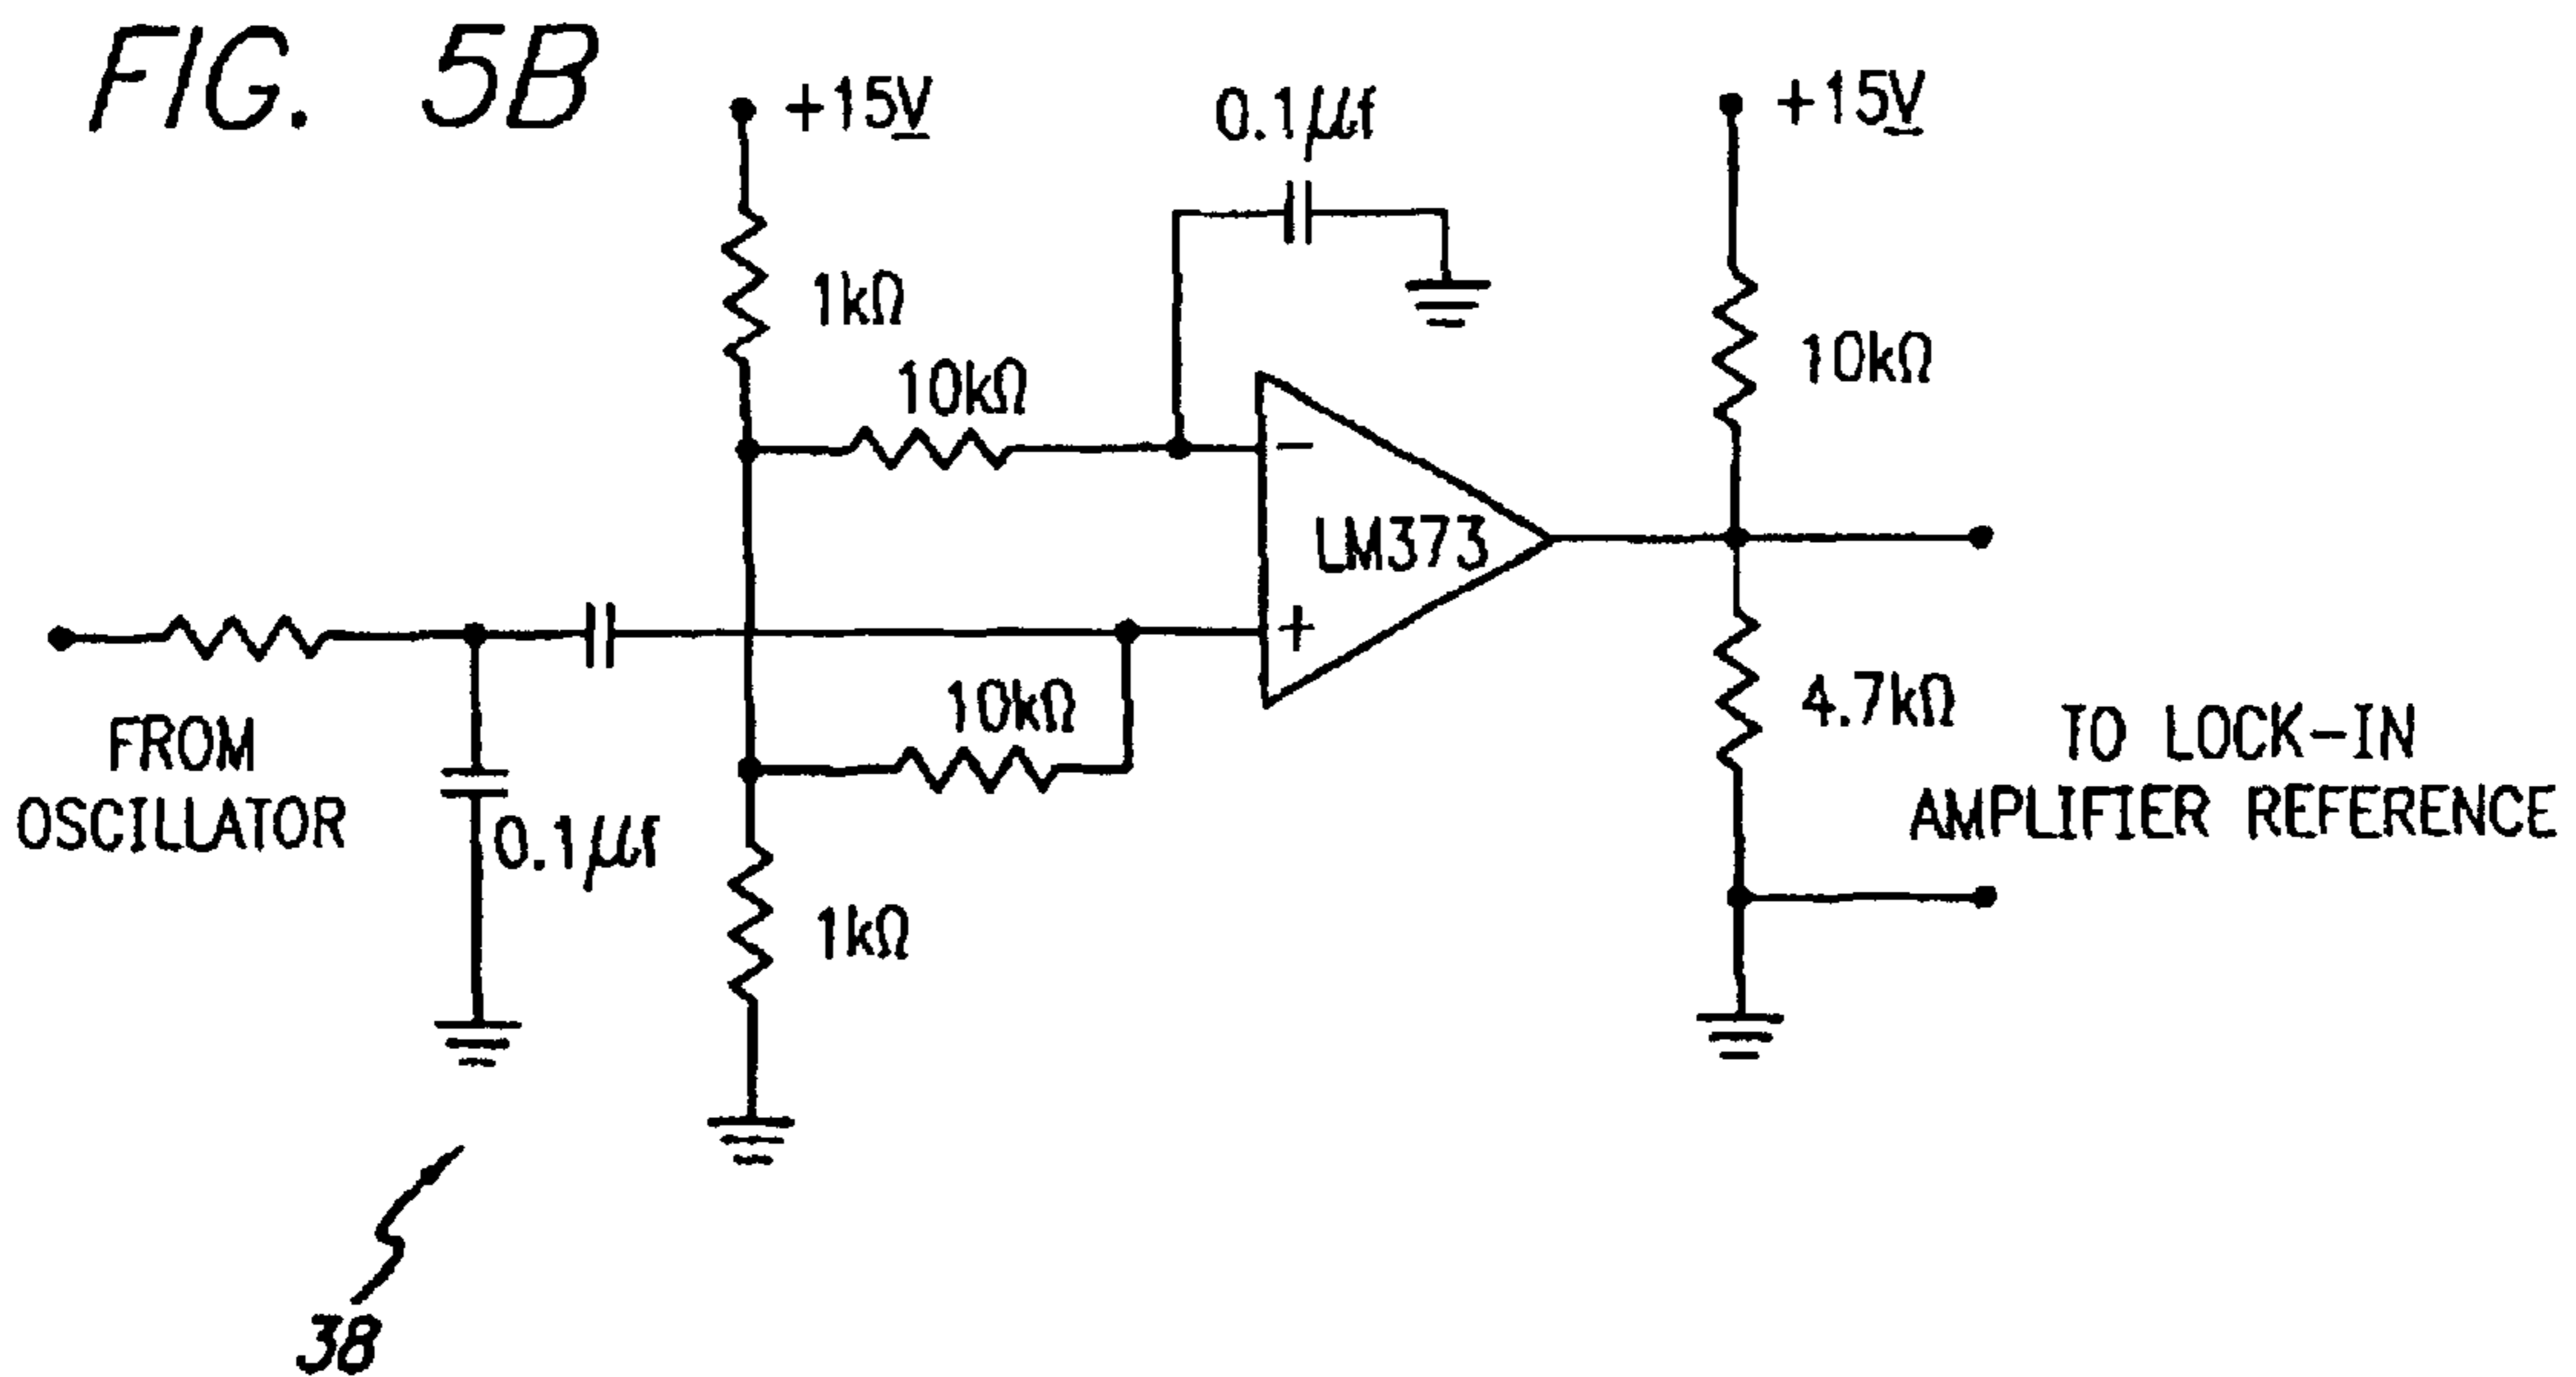 FIG. 5B
+15V
0.1μf
+15V
1kΩ
10kΩ
10kΩ
-
LM373
+
FROM
OSCILLATOR
0.1μf
10kΩ
4.7kΩ
TO LOCK-IN
AMPLIFIER REFERENCE
1kΩ
38